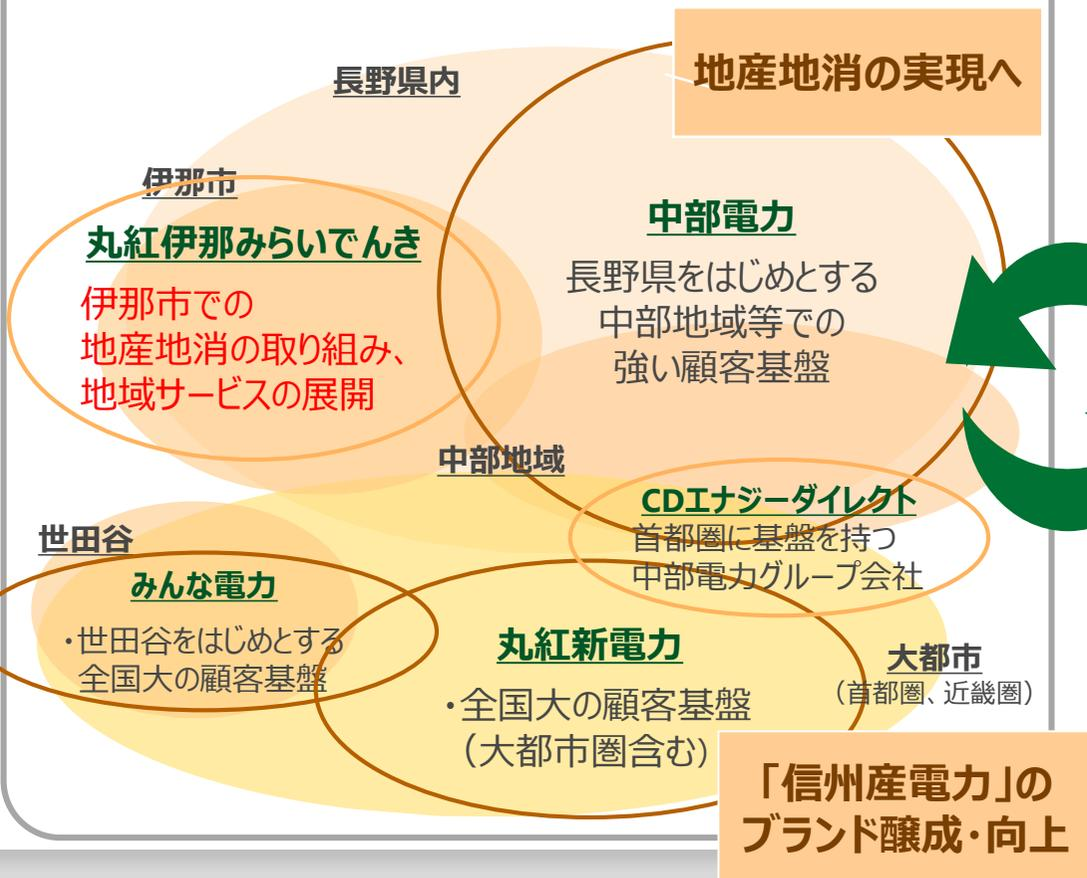 地産地消の実現へ
長野県内
伊那市
丸紅伊那みらいでんき
伊那市での
地産地消の取り組み、
地域サービスの展開
中部電力
長野県をはじめとする
中部地域等での
強い顧客基盤
中部地域
CDエナジーダイレクト
首都圏に基盤を持つ
中部電力グループ会社
世田谷
みんな電力
・世田谷をはじめとする
全国大の顧客基盤
丸紅新電力
・全国大の顧客基盤
（大都市圏含む）
大都市
（首都圏、近畿圏）
「信州産電力」の
ブランド醸成・向上